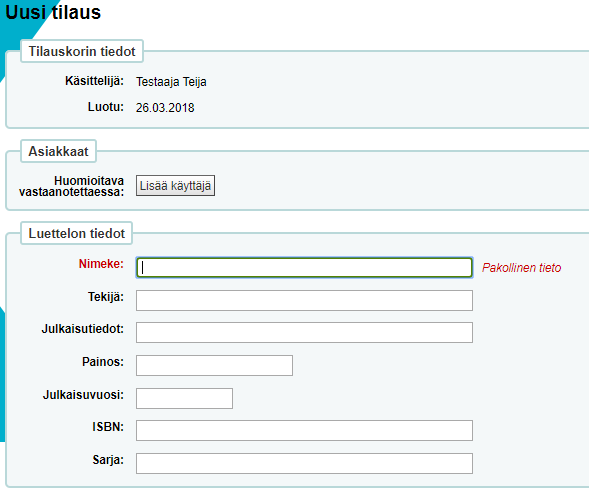 Uusi tilaus
Tilauskorin tiedot
Käsittelijä: Testaaja Teija
Luotu: 26.03.2018
Asiakkaat
Huomioitava
vastaanotettaessa: Lisää käyttäjä
Luettelon tiedot
Nimeke: Pakollinen tieto
Tekijä:
Julkaisutiedot:
Painos:
Julkaisuvuosi:
ISBN:
Sarja: